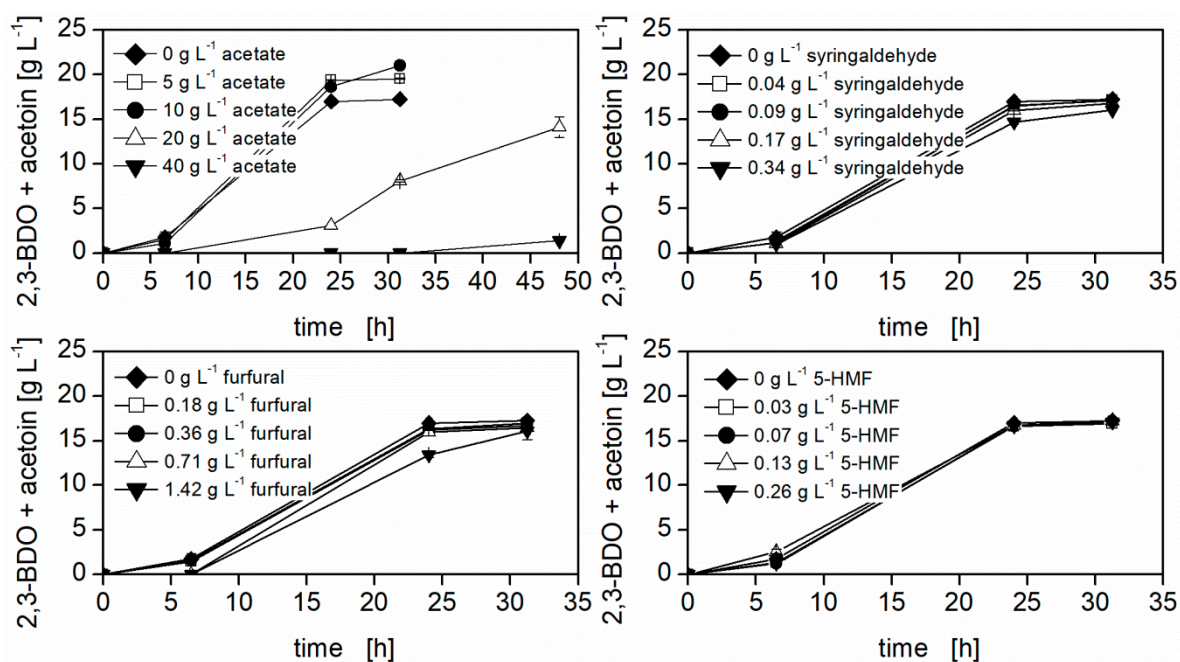 2,3-BDO + acetoin [g L⁻¹]
25
20
15
10
5
0
0 g L⁻¹ acetate
5 g L⁻¹ acetate
10 g L⁻¹ acetate
20 g L⁻¹ acetate
40 g L⁻¹ acetate
0 5 10 15 20 25 30 35 40 45 50
time [h]
2,3-BDO + acetoin [g L⁻¹]
25
20
15
10
5
0
0 g L⁻¹ syringaldehyde
0.04 g L⁻¹ syringaldehyde
0.09 g L⁻¹ syringaldehyde
0.17 g L⁻¹ syringaldehyde
0.34 g L⁻¹ syringaldehyde
0 5 10 15 20 25 30 35
time [h]
2,3-BDO + acetoin [g L⁻¹]
25
20
15
10
5
0
0 g L⁻¹ furfural
0.18 g L⁻¹ furfural
0.36 g L⁻¹ furfural
0.71 g L⁻¹ furfural
1.42 g L⁻¹ furfural
0 5 10 15 20 25 30 35
time [h]
2,3-BDO + acetoin [g L⁻¹]
25
20
15
10
5
0
0 g L⁻¹ 5-HMF
0.03 g L⁻¹ 5-HMF
0.07 g L⁻¹ 5-HMF
0.13 g L⁻¹ 5-HMF
0.26 g L⁻¹ 5-HMF
0 5 10 15 20 25 30 35
time [h]